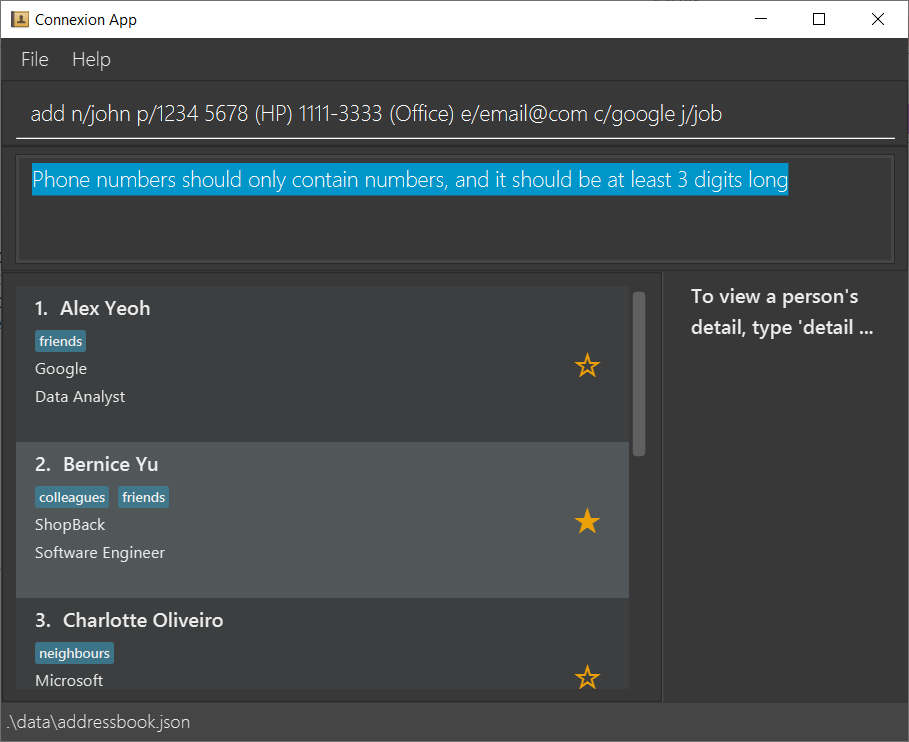 Connexion App
File Help
add n/john p/1234 5678 (HP) 1111-3333 (Office) e/email@com c/google j/job
Phone numbers should only contain numbers, and it should be at least 3 digits long
1. Alex Yeoh
friends
Google
Data Analyst
2. Bernice Yu
colleagues friends
ShopBack
Software Engineer
3. Charlotte Oliveiro
neighbours
Microsoft
To view a person's
detail, type 'detail ...
.\data\addressbook.json